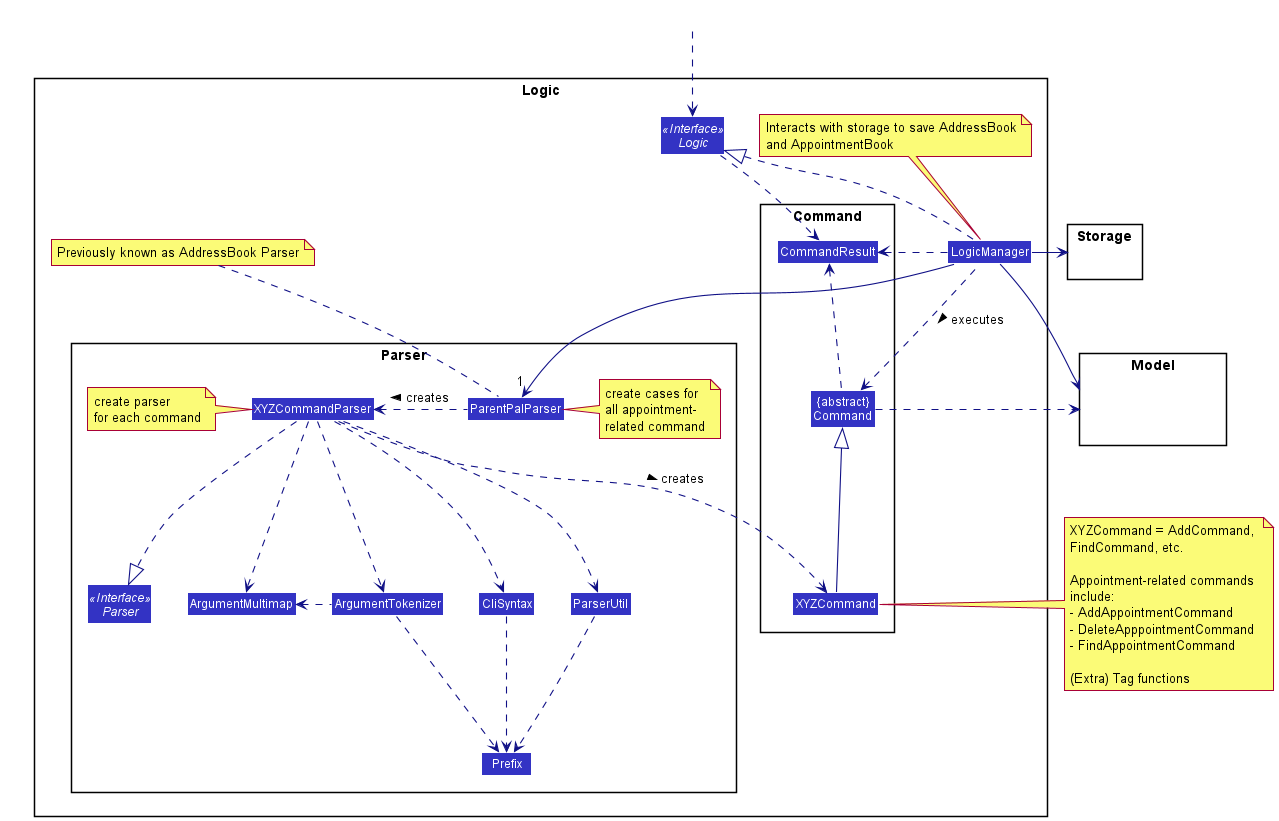 Logic
«Interface»
Logic
Interacts with storage to save AddressBook
and AppointmentBook
Command
Storage
Previously known as AddressBook Parser
CommandResult
LogicManager
executes
Parser
Model
1
create parser
for each command
XYZCommandParser
creates
ParentPalParser
create cases for
all appointment-
related command
{abstract}
Command
creates
XYZCommand = AddCommand,
FindCommand, etc.
Appointment-related commands
include:
- AddAppointmentCommand
- DeleteApppointmentCommand
- FindAppointmentCommand
(Extra) Tag functions
«Interface»
Parser
ArgumentMultimap
ArgumentTokenizer
CliSyntax
ParserUtil
XYZCommand
Prefix